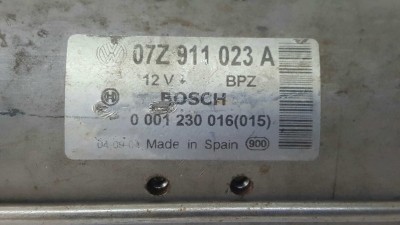 07Z 911 023 A
12 V BPZ
BOSCH
0 001 230 016(015)
Made in Spain 900